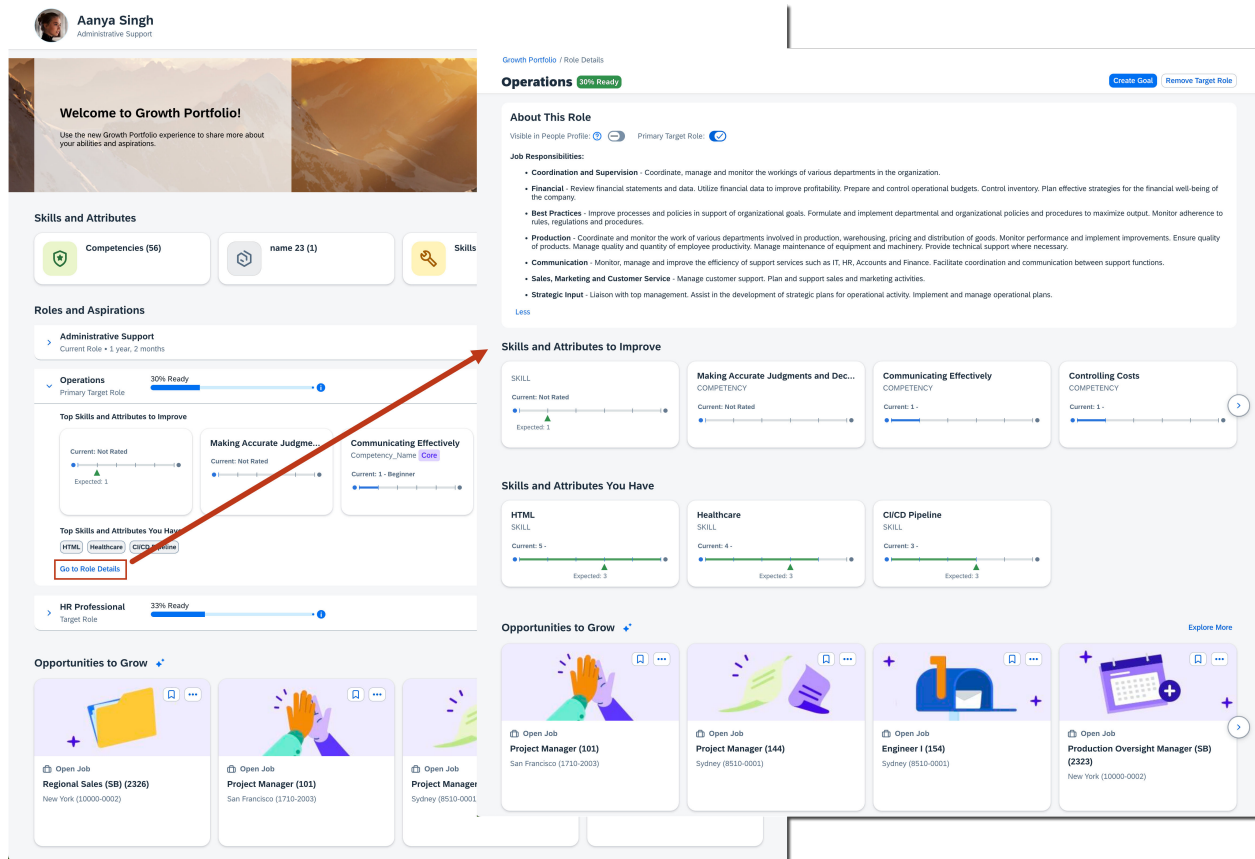 Aanya Singh
Administrative Support
Welcome to Growth Portfolio!
Use the new Growth Portfolio experience to share more about
your abilities and aspirations.
Skills and Attributes
Competencies (56)
name 23 (1)
Skills
Roles and Aspirations
Administrative Support
Current Role • 1 year, 2 months
Operations
Primary Target Role
30% Ready
Top Skills and Attributes to Improve
Current: Not Rated
Expected: 1
Making Accurate Judgme...
Current: Not Rated
Communicating Effectively
Competency_Name Core
Current: 1 - Beginner
Top Skills and Attributes You Have
HTML
Healthcare
CI/CD Pipeline
Go to Role Details
HR Professional
Target Role
33% Ready
Opportunities to Grow
Open Job
Regional Sales (SB) (2326)
New York (10000-0002)
Open Job
Project Manager (101)
San Francisco (1710-2003)
Open Job
Project Manager
Sydney (8510-0001
Growth Portfolio / Role Details
Operations 30% Ready
Create Goal
Remove Target Role
About This Role
Visible in People Profile: ?
Primary Target Role:
Job Responsibilities:
• Coordination and Supervision - Coordinate, manage and monitor the workings of various departments in the organization.
• Financial - Review financial statements and data. Utilize financial data to improve profitability. Prepare and control operational budgets. Control inventory. Plan effective strategies for the financial well-being of
the company.
• Best Practices - Improve processes and policies in support of organizational goals. Formulate and implement departmental and organizational policies and procedures to maximize output. Monitor adherence to
rules, regulations and procedures.
• Production - Coordinate and monitor the work of various departments involved in production, warehousing, pricing and distribution of goods. Monitor performance and implement improvements. Ensure quality
of products. Manage quality and quantity of employee productivity. Manage maintenance of equipment and machinery. Provide technical support where necessary.
• Communication - Monitor, manage and improve the efficiency of support services such as IT, HR, Accounts and Finance. Facilitate coordination and communication between support functions.
• Sales, Marketing and Customer Service - Manage customer support. Plan and support sales and marketing activities.
• Strategic Input - Liaison with top management. Assist in the development of strategic plans for operational activity. Implement and manage operational plans.
Less
Skills and Attributes to Improve
SKILL
Current: Not Rated
Expected: 1
Making Accurate Judgments and Dec...
COMPETENCY
Current: Not Rated
Communicating Effectively
COMPETENCY
Current: 1 -
Controlling Costs
COMPETENCY
Current: 1 -
Skills and Attributes You Have
HTML
SKILL
Current: 5 -
Expected: 3
Healthcare
SKILL
Current: 4 -
Expected: 3
CI/CD Pipeline
SKILL
Current: 3 -
Expected: 3
Opportunities to Grow
Explore More
Open Job
Project Manager (101)
San Francisco (1710-2003)
Open Job
Project Manager (144)
Sydney (8510-0001)
Open Job
Engineer I (154)
Sydney (8510-0001)
Open Job
Production Oversight Manager (SB)
(2323)
New York (10000-0002)